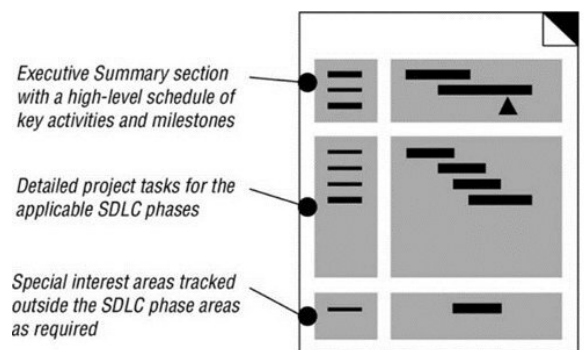 Executive Summary section
with a high-level schedule of
key activities and milestones
Detailed project tasks for the
applicable SDLC phases
Special interest areas tracked
outside the SDLC phase areas
as required